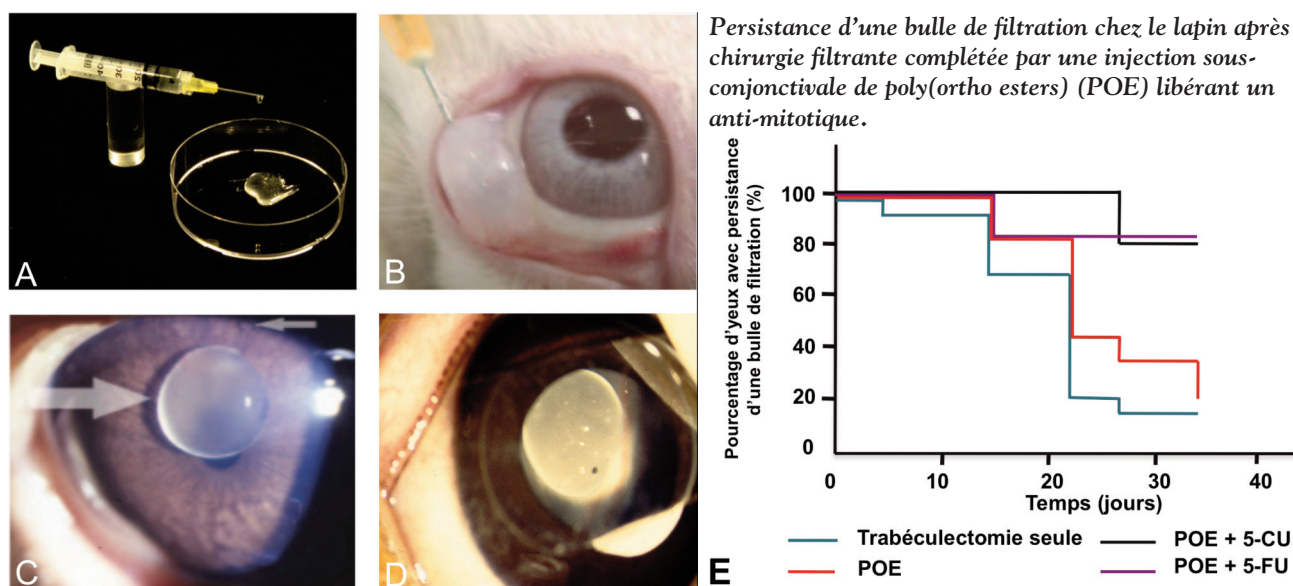 A
B
C
D
Persistance d'une bulle de filtration chez le lapin après
chirurgie filtrante complétée par une injection sous-
conjonctivale de poly(ortho esters) (POE) libérant un
anti-mitotique.
Pourcentage d'yeux avec persistance
d'une bulle de filtration (%)
100
80
60
40
20
0
0
10
20
30
40
Temps (jours)
Trabéculectomie seule
POE + 5-CU
POE
POE + 5-FU
E